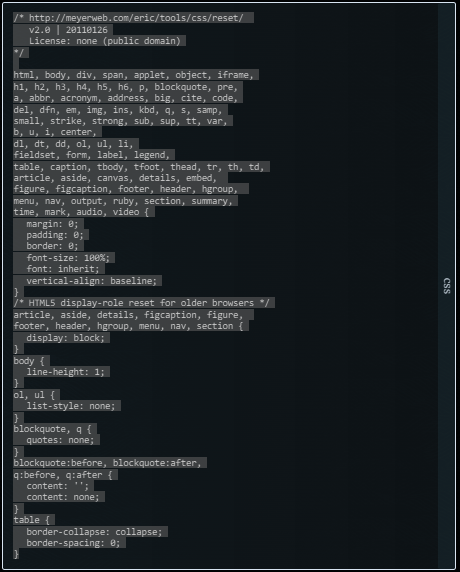 /* http://meyerweb.com/eric/tools/css/reset/
   v2.0 | 20110126
   License: none (public domain)
*/

html, body, div, span, applet, object, iframe,
h1, h2, h3, h4, h5, h6, p, blockquote, pre,
a, abbr, acronym, address, big, cite, code,
del, dfn, em, img, ins, kbd, q, s, samp,
small, strike, strong, sub, sup, tt, var,
b, u, i, center,
dl, dt, dd, ol, ul, li,
fieldset, form, label, legend,
table, caption, tbody, tfoot, thead, tr, th, td,
article, aside, canvas, details, embed,
figure, figcaption, footer, header, hgroup,
menu, nav, output, ruby, section, summary,
time, mark, audio, video {
  margin: 0;
  padding: 0;
  border: 0;
  font-size: 100%;
  font: inherit;
  vertical-align: baseline;
}
/* HTML5 display-role reset for older browsers */
article, aside, details, figcaption, figure,
footer, header, hgroup, menu, nav, section {
  display: block;
}
body {
  line-height: 1;
}
ol, ul {
  list-style: none;
}
blockquote, q {
  quotes: none;
}
blockquote:before, blockquote:after,
q:before, q:after {
  content: '';
  content: none;
}
table {
  border-collapse: collapse;
  border-spacing: 0;
}
CSS